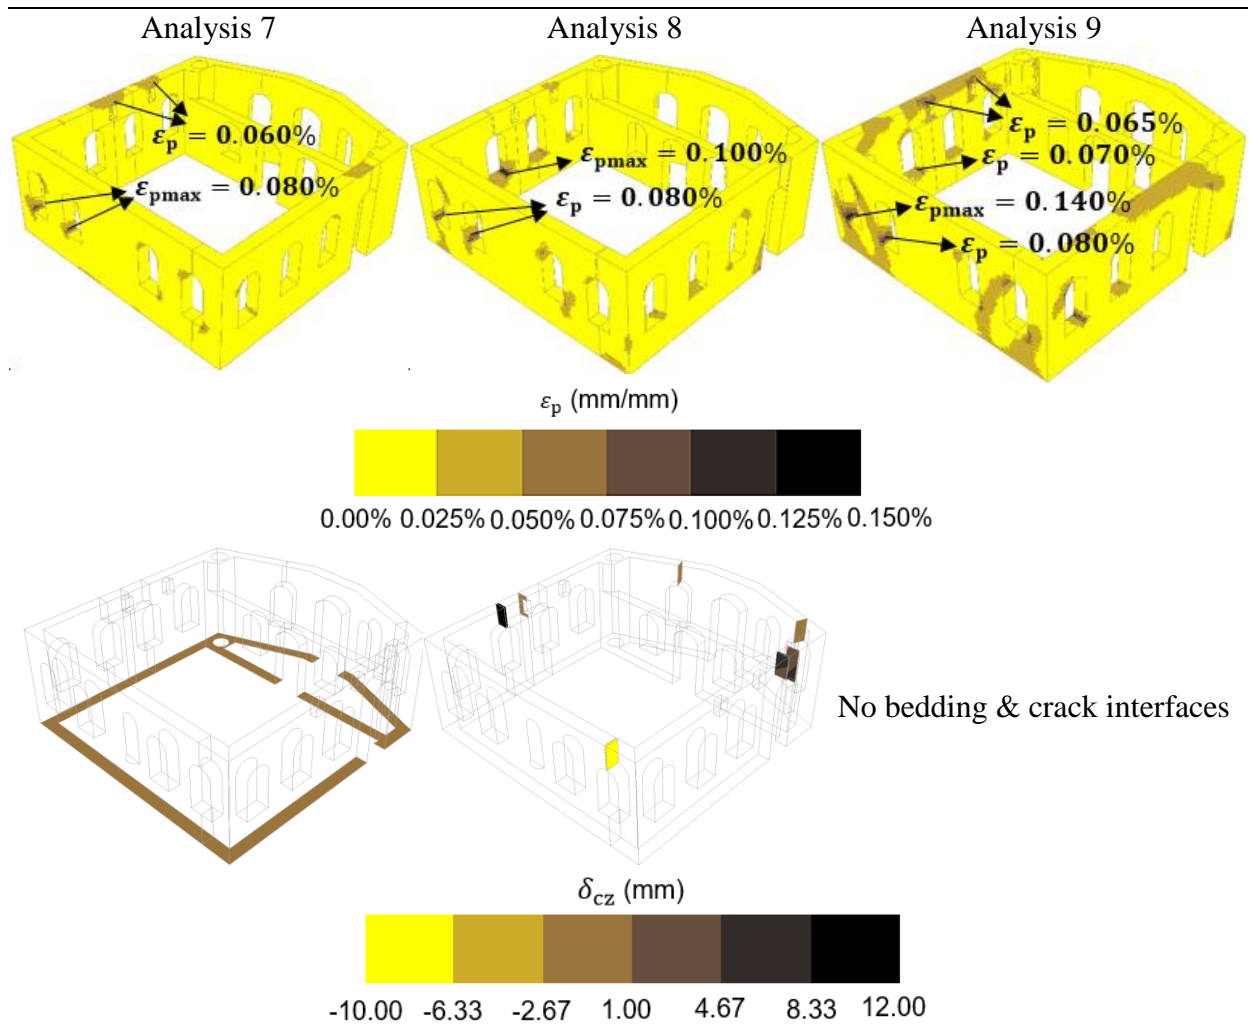 Analysis 7 Analysis 8 Analysis 9
εp = 0.060%
εpmax = 0.080%
εpmax = 0.100%
εp = 0.080%
εp = 0.065%
εp = 0.070%
εpmax = 0.140%
εp = 0.080%
εp (mm/mm)
0.00% 0.025% 0.050% 0.075% 0.100% 0.125% 0.150%
No bedding & crack interfaces
δcz (mm)
-10.00 -6.33 -2.67 1.00 4.67 8.33 12.00